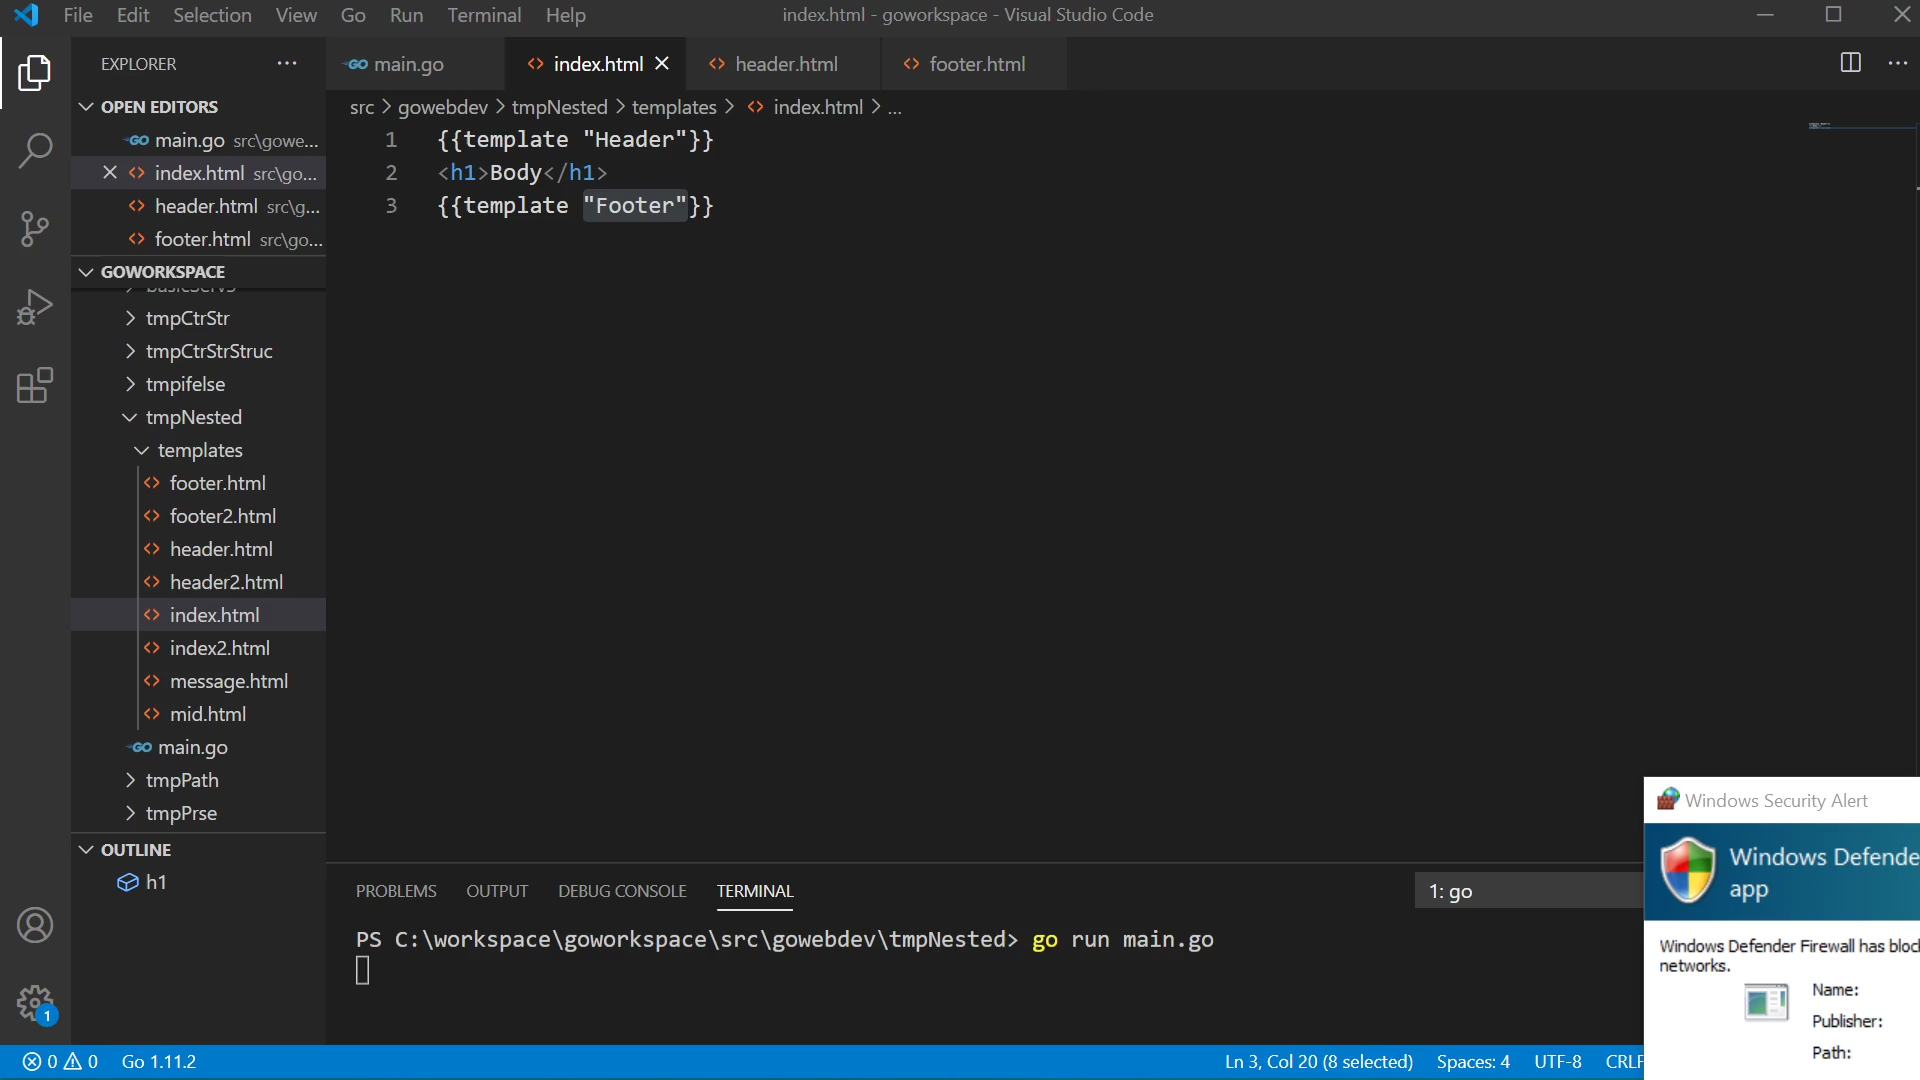 File Edit Selection View Go Run Terminal Help
index.html - goworkspace - Visual Studio Code
EXPLORER
main.go
index.html
header.html
footer.html
OPEN EDITORS
main.go src\gowe...
index.html src\go...
header.html src\g...
footer.html src\go...
GOWORKSPACE
tmpCtrStr
tmpCtrStrStruc
tmpifelse
tmpNested
templates
footer.html
footer2.html
header.html
header2.html
index.html
index2.html
message.html
mid.html
main.go
tmpPath
tmpPrse
OUTLINE
h1
src > gowebdev > tmpNested > templates > index.html > ...
1 {{template "Header"}}
2 <h1>Body</h1>
3 {{template "Footer"}}
PROBLEMS OUTPUT DEBUG CONSOLE TERMINAL
1: go
PS C:\workspace\goworkspace\src\gowebdev\tmpNested> go run main.go
Windows Security Alert
Windows Defende
app
Windows Defender Firewall has bloc
networks.
Name:
Publisher:
Path:
0 0 Go 1.11.2
Ln 3, Col 20 (8 selected) Spaces: 4 UTF-8 CRLF
1